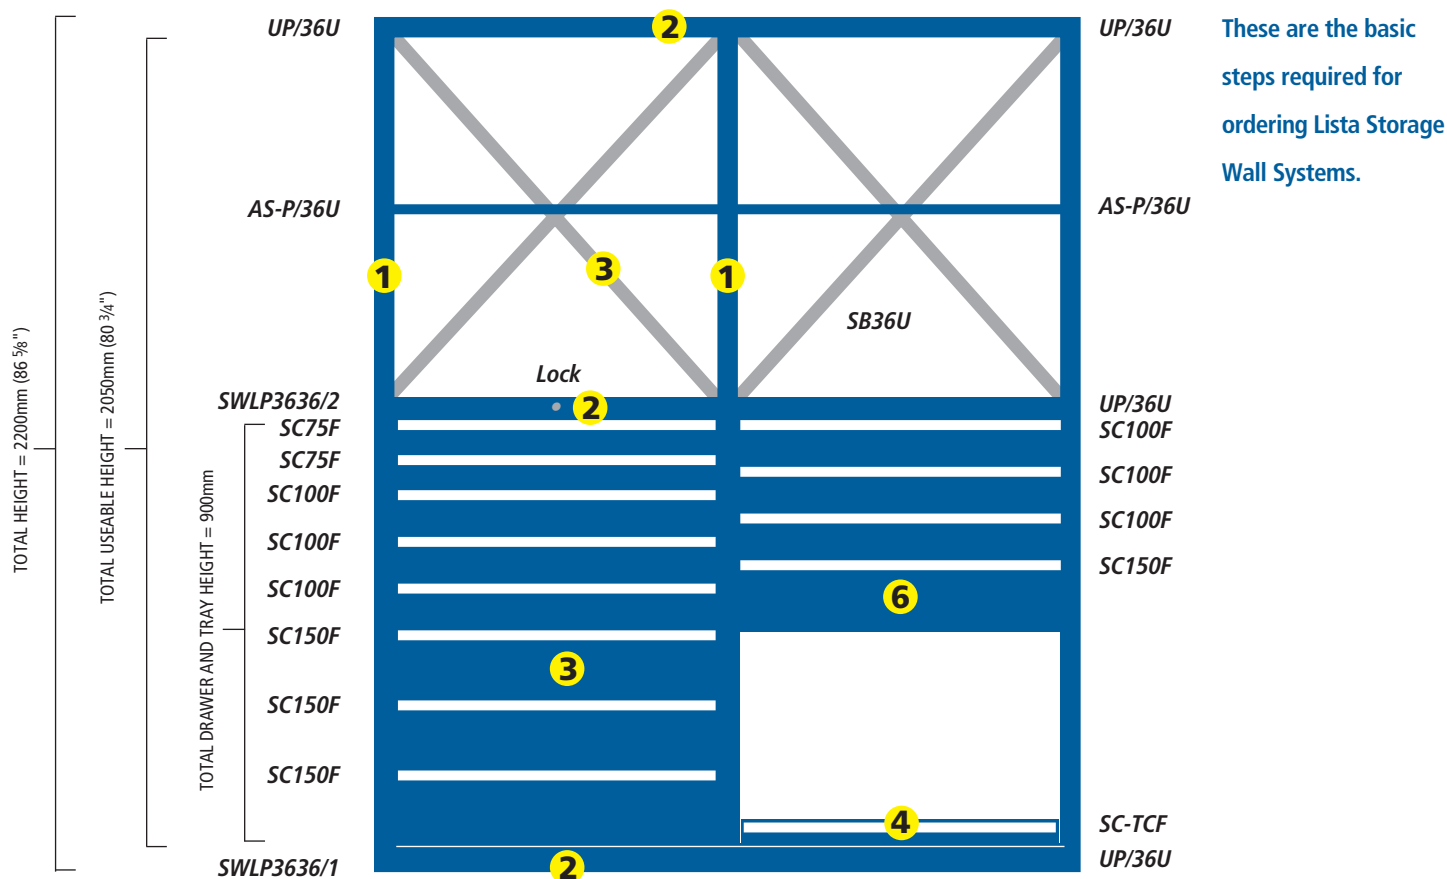 TOTAL HEIGHT = 2200mm (86 5/8")
TOTAL USEABLE HEIGHT = 2050mm (80 3/4")
TOTAL DRAWER AND TRAY HEIGHT = 900mm
UP/36U
AS-P/36U
SWLP3636/2
SC75F
SC75F
SC100F
SC100F
SC100F
SC150F
SC150F
SC150F
SWLP3636/1
2
1
3
1
SB36U
Lock
2
3
6
4
2
UP/36U
AS-P/36U
UP/36U
SC100F
SC100F
SC100F
SC150F
SC-TCF
UP/36U
These are the basic
steps required for
ordering Lista Storage
Wall Systems.